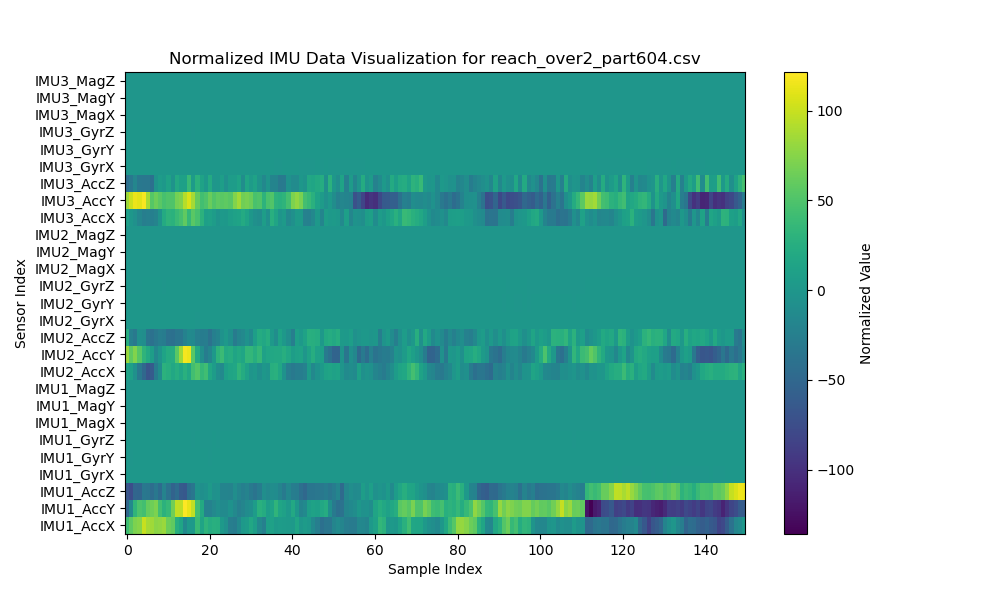 Normalized IMU Data Visualization for reach_over2_part604.csv
IMU3_MagZ
IMU3_MagY
IMU3_MagX
IMU3_GyrZ
IMU3_GyrY
IMU3_GyrX
IMU3_AccZ
IMU3_AccY
IMU3_AccX
IMU2_MagZ
IMU2_MagY
IMU2_MagX
IMU2_GyrZ
IMU2_GyrY
IMU2_GyrX
IMU2_AccZ
IMU2_AccY
IMU2_AccX
IMU1_MagZ
IMU1_MagY
IMU1_MagX
IMU1_GyrZ
IMU1_GyrY
IMU1_GyrX
IMU1_AccZ
IMU1_AccY
IMU1_AccX
Sensor Index
0 20 40 60 80 100 120 140
Sample Index
100
50
0
−50
−100
Normalized Value